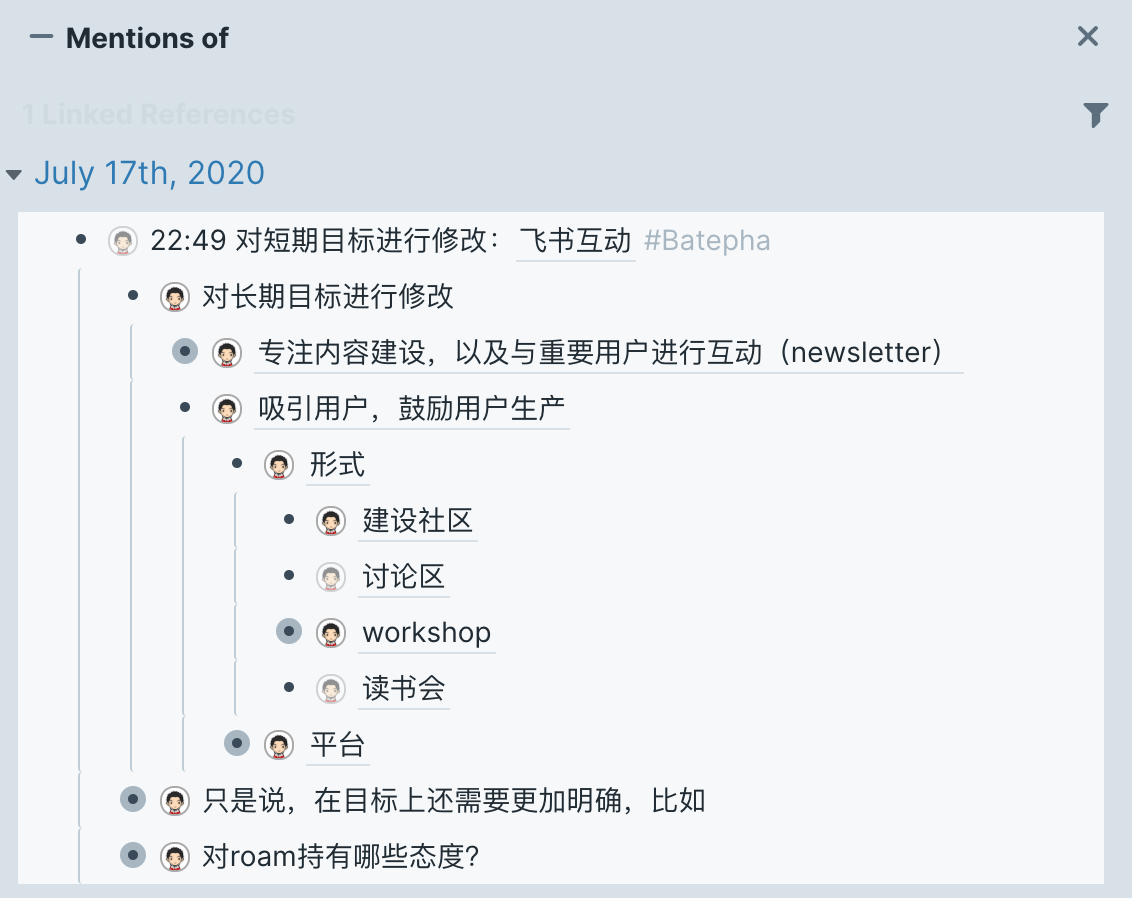 Mentions of
1 Linked References
July 17th, 2020
22:49 对短期目标进行修改： 飞书互动 #Batepha
对长期目标进行修改
专注内容建设，以及与重要用户进行互动（newsletter）
吸引用户，鼓励用户生产
形式
建设社区
讨论区
workshop
读书会
平台
只是说，在目标上还需要更加明确，比如
对roam持有哪些态度?